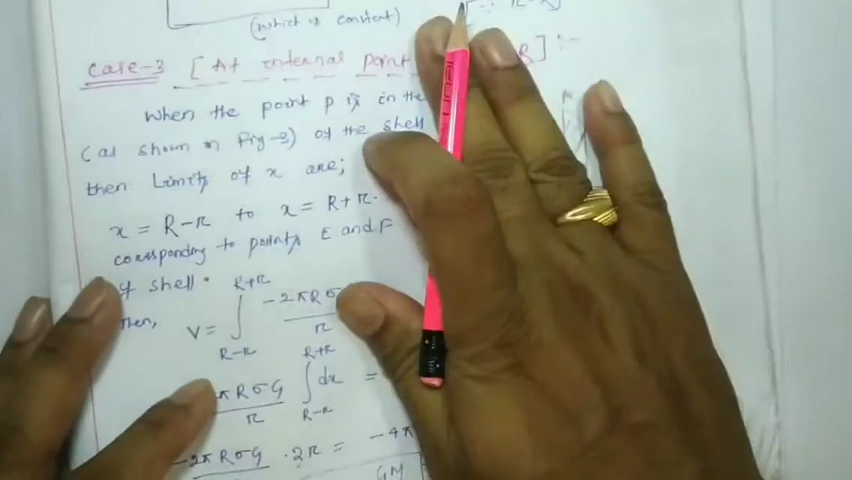 (which is constant)
Case-3 [At internal point R] :-
When the point P is in the
(as shown in fig-3) of the shell
then Limits of x are;
x = R-r to x = R+r.
corresponding to points E and F
of shell.
Then, V = ∫ R+r R-r -2πRσ r
πRσG r ∫ R+r R-r dx =
-2πRσG · 2r = -4π
GM